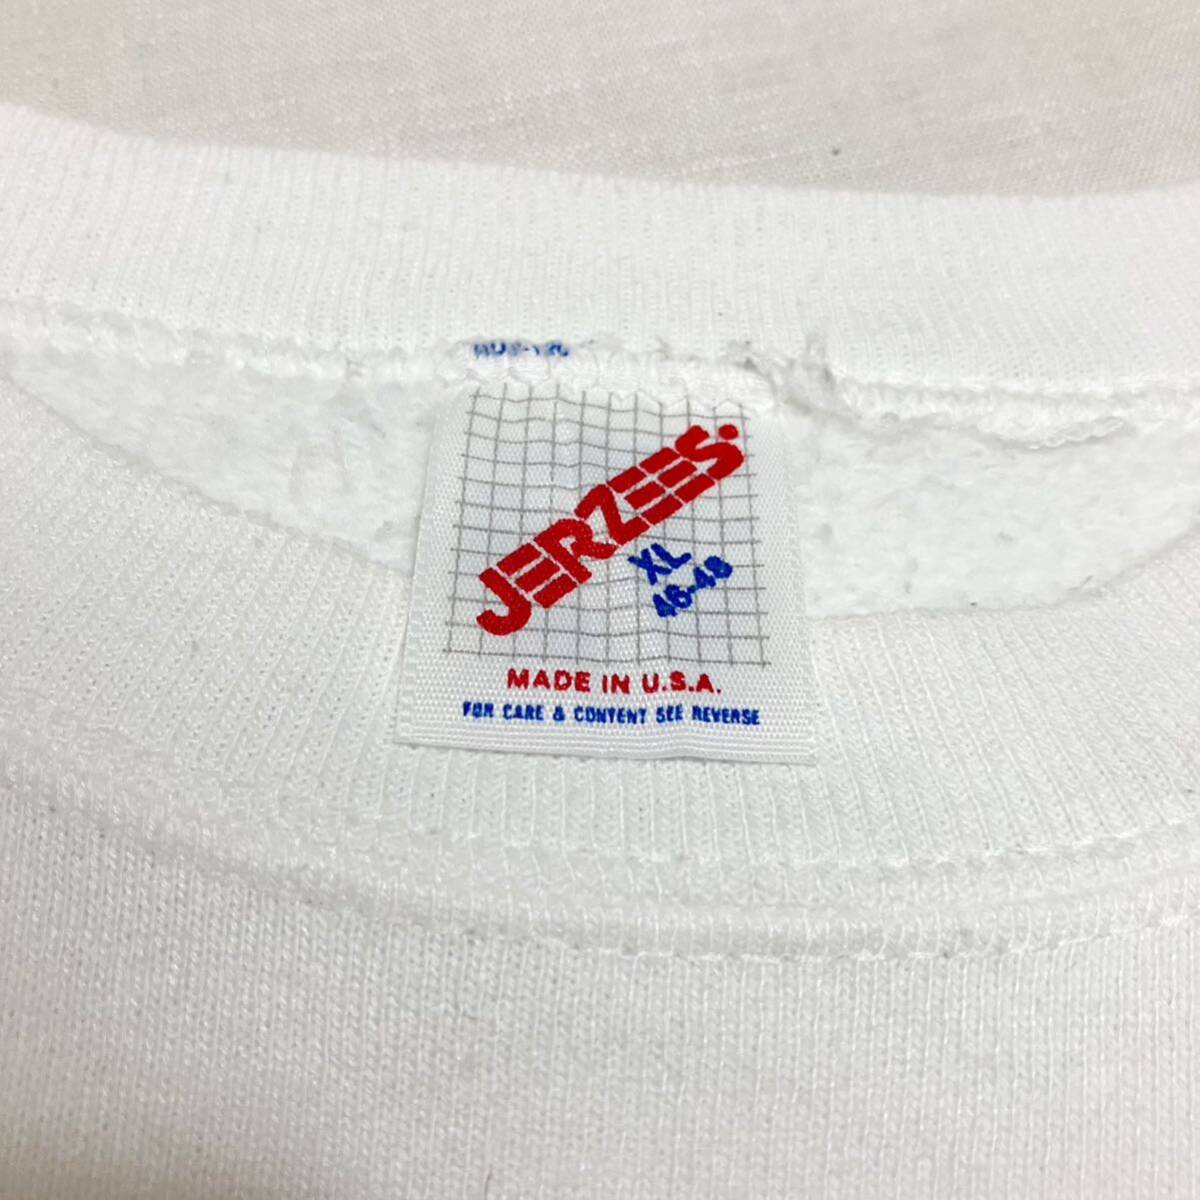 JERZEES.
XL
46-48
MADE IN U.S.A.
FOR CARE & CONTENT SEE REVERSE